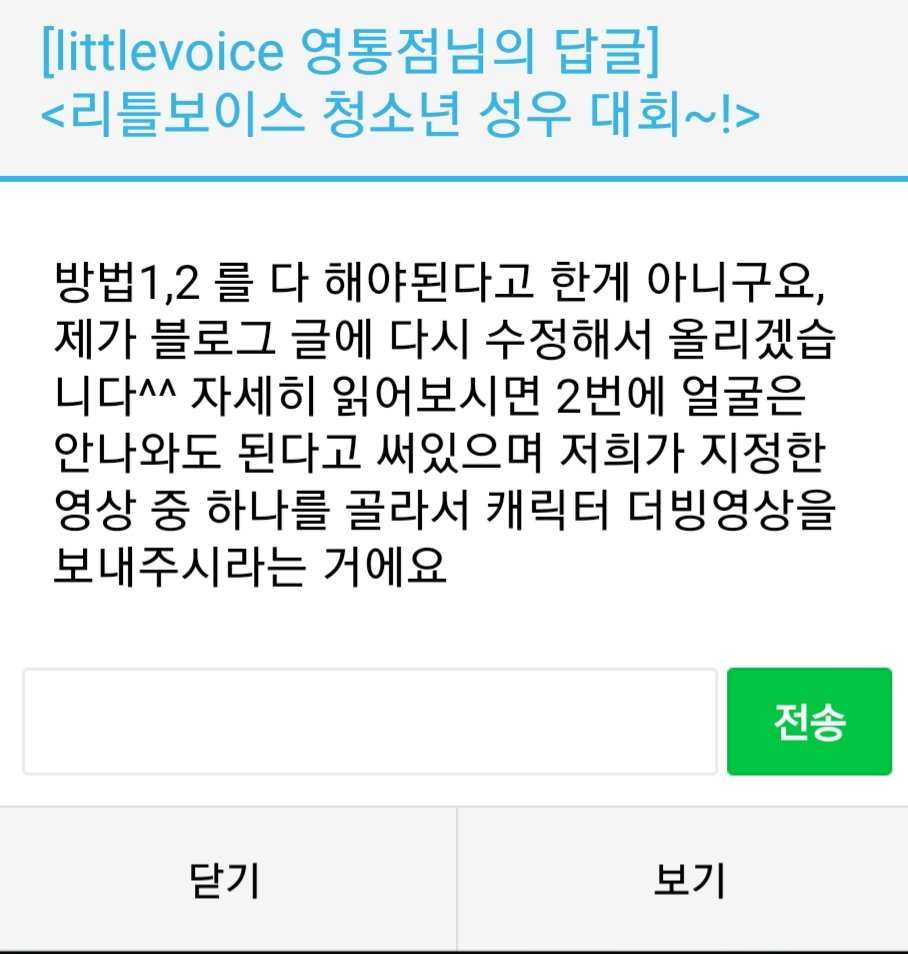 [littlevoice 영통점님의 답글]
<리틀보이스 청소년 성우 대회~!>
방법1,2 를 다 해야된다고 한게 아니구요,
제가 블로그 글에 다시 수정해서 올리겠습
니다^^ 자세히 읽어보시면 2번에 얼굴은
안나와도 된다고 써있으며 저희가 지정한
영상 중 하나를 골라서 캐릭터 더빙영상을
보내주시라는 거에요
전송
닫기
보기